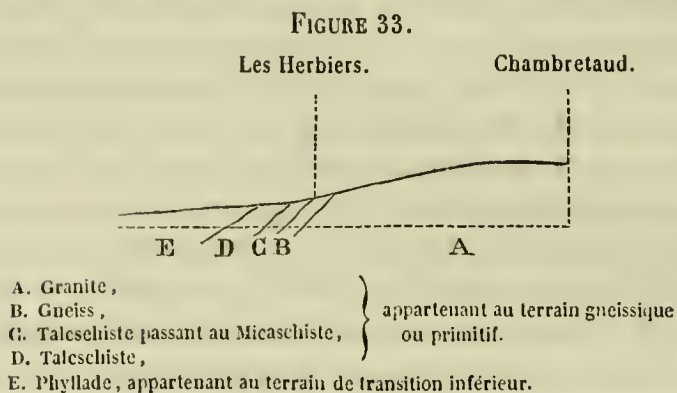 FIGURE 33.
Les Herbiers. Chambretaud.
E D C B A
A. Granite,
B. Gneiss,
C. Talcschiste passant au Micaschiste,
D. Talcschiste,
appartenant au terrain gneissique
ou primitif.
E. Phyllade, appartenant au terrain de transition inférieur.